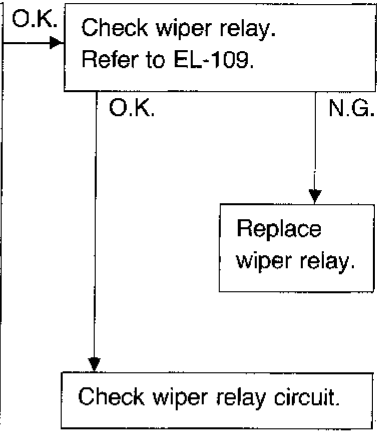 O.K.
Check wiper relay.
Refer to EL-109.
O.K.
N.G.
Replace
wiper relay.
Check wiper relay circuit.